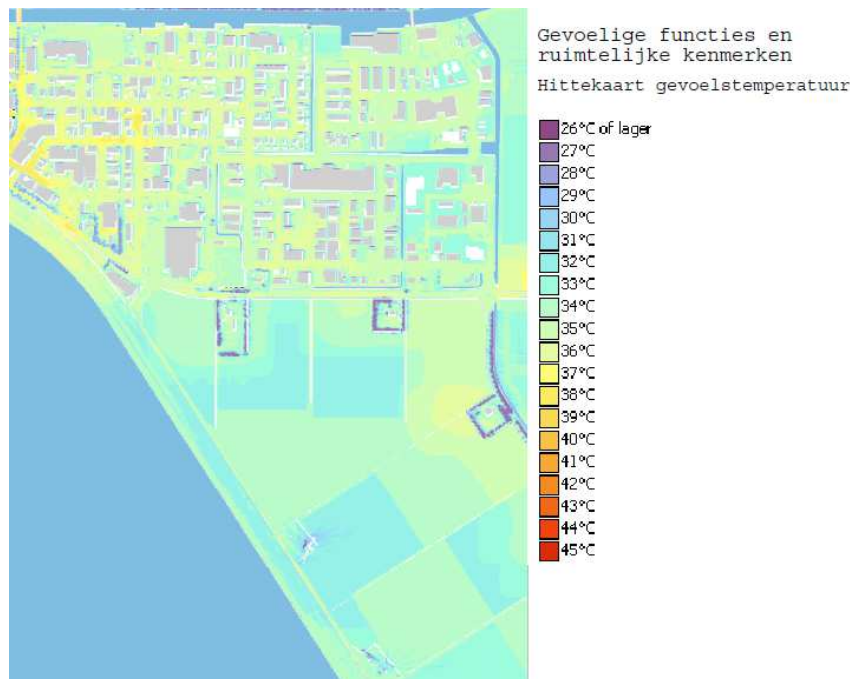 Gevoelige functies en
ruimtelijke kenmerken
Hittekaart gevoelstemperatuur
26°C of lager
27°C
28°C
29°C
30°C
31°C
32°C
33°C
34°C
35°C
36°C
37°C
38°C
39°C
40°C
41°C
42°C
43°C
44°C
45°C